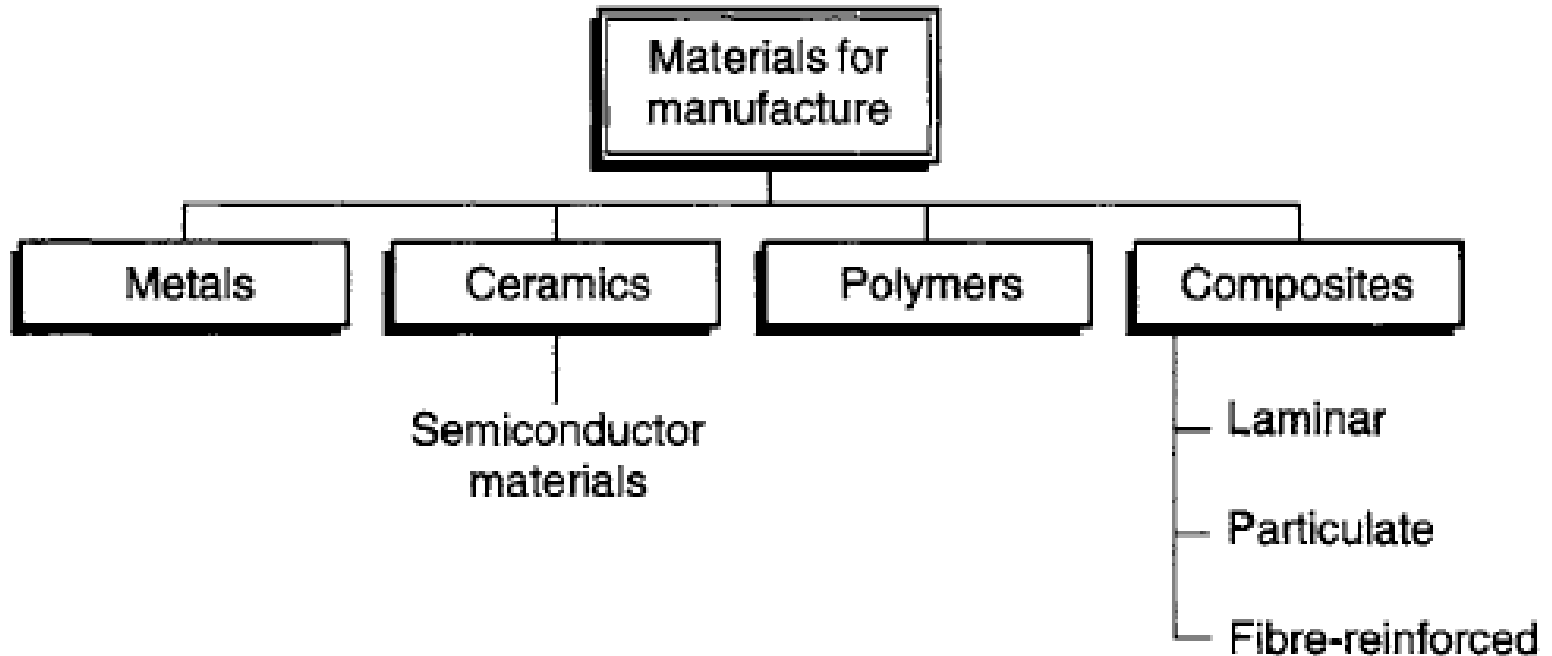 Materials for
manufacture
Metals
Ceramics
Polymers
Composites
Semiconductor
materials
Laminar
Particulate
Fibre-reinforced